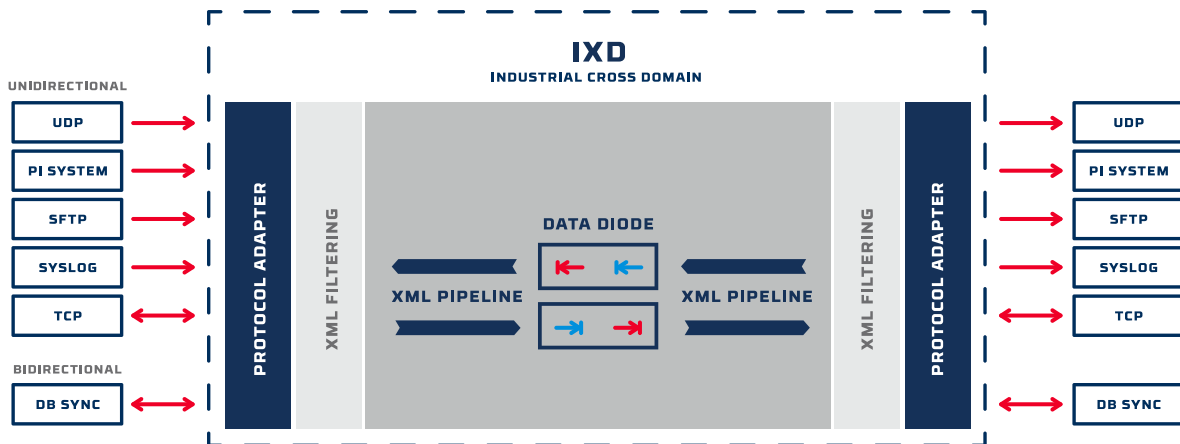 IXD
INDUSTRIAL CROSS DOMAIN
UNIDIRECTIONAL
UDP
PI SYSTEM
SFTP
SYSLOG
TCP
BIDIRECTIONAL
DB SYNC
PROTOCOL ADAPTER
XML FILTERING
DATA DIODE
XML PIPELINE
XML PIPELINE
XML FILTERING
PROTOCOL ADAPTER
UDP
PI SYSTEM
SFTP
SYSLOG
TCP
DB SYNC